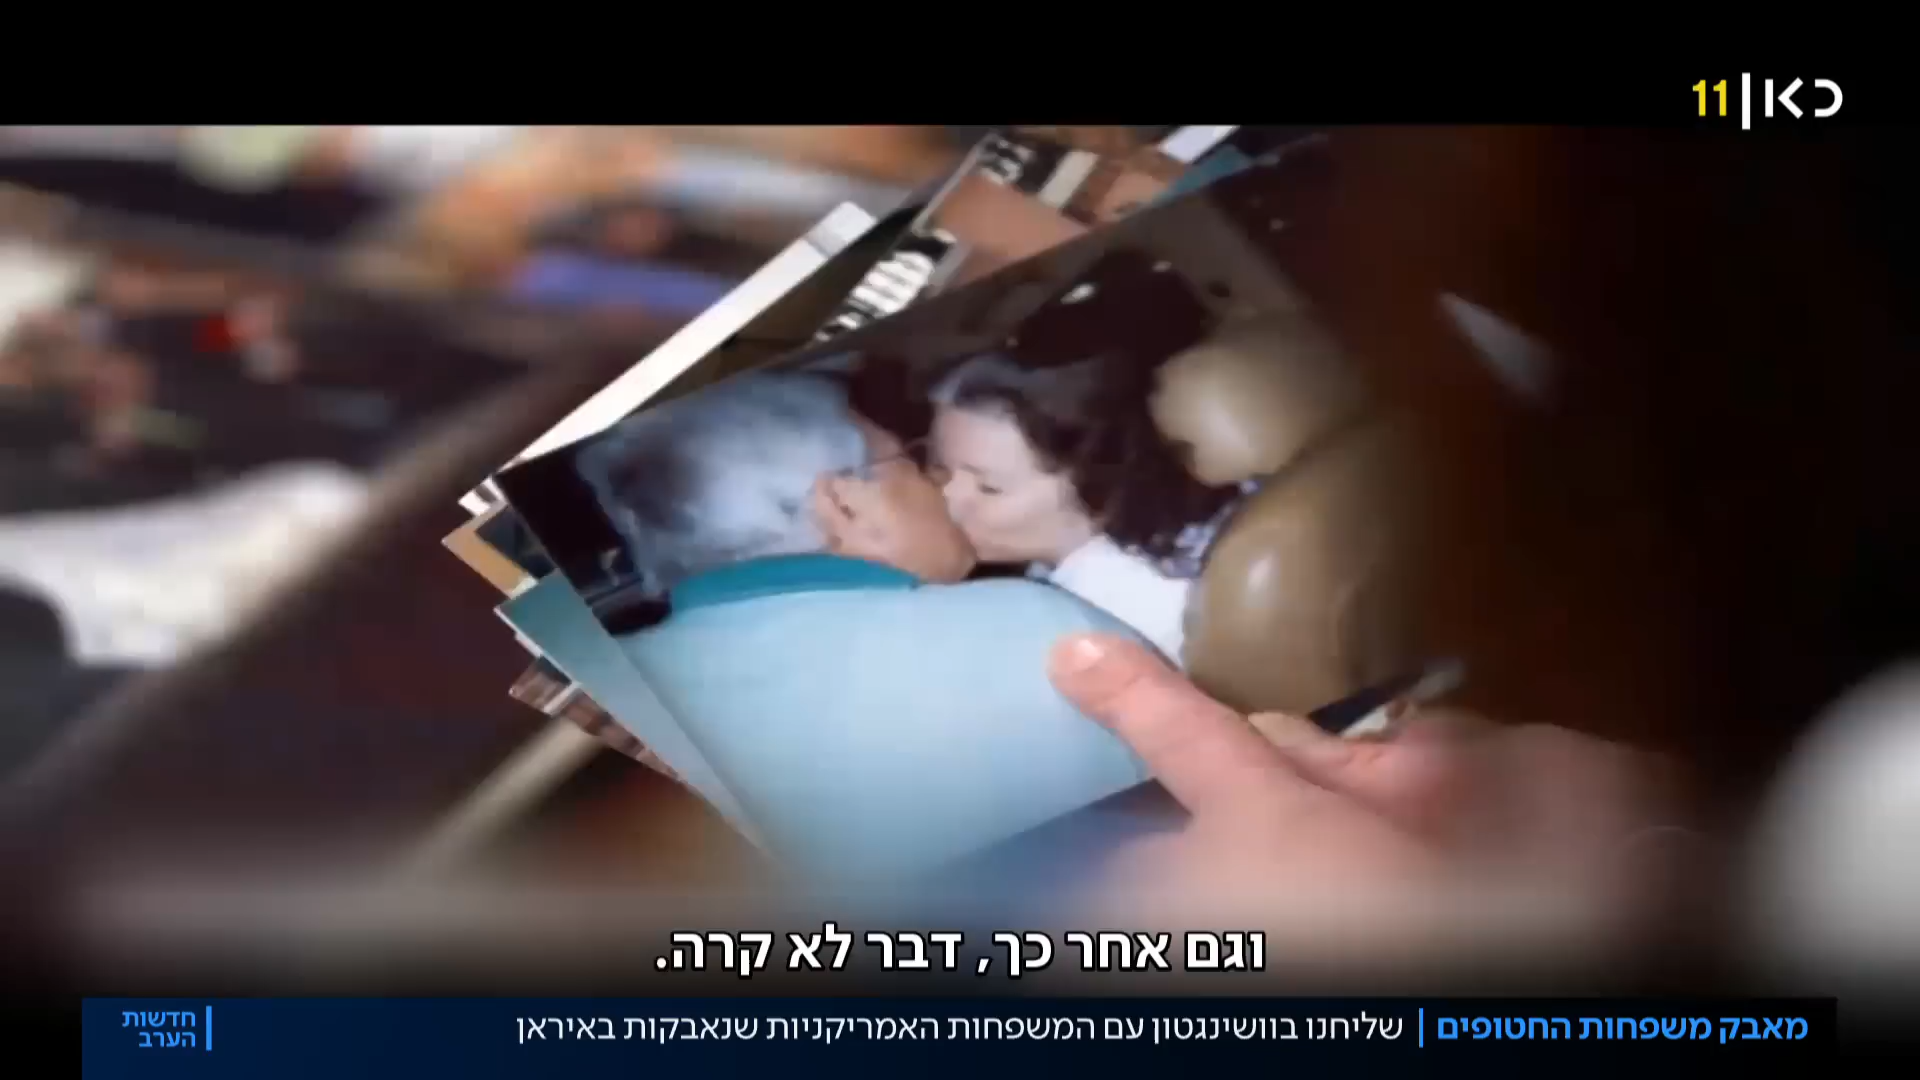 כאן|11
וגם אחר כך, דבר לא קרה.
מאבק משפחות החטופים | שליחנו בוושינגטון עם המשפחות האמריקניות שנאבקות באיראן
חדשות
הערב